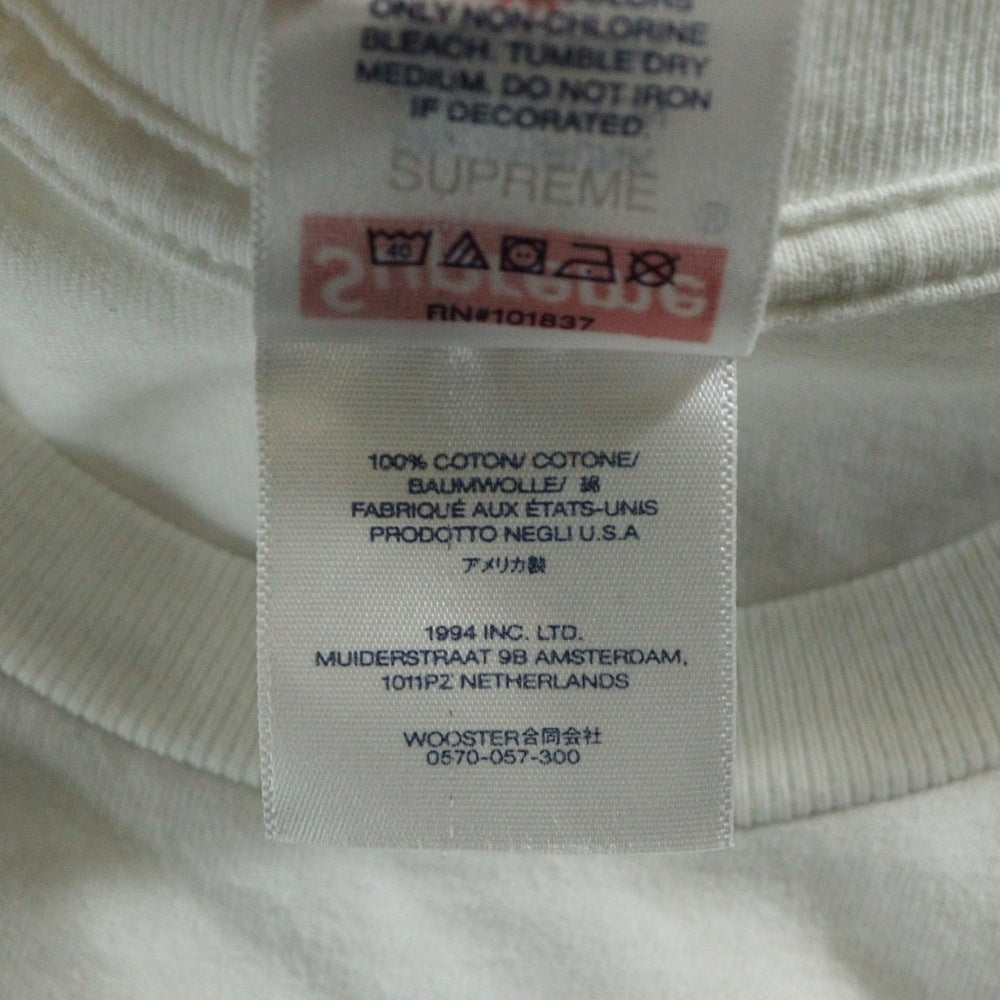 ONLY NON-CHLORINE
BLEACH. TUMBLE DRY
MEDIUM. DO NOT IRON
IF DECORATED.
SUPREME
40
Supreme
RN#101837
100% COTON/ COTONE/
BAUMWOLLE/ 綿
FABRIQUÉ AUX ÉTATS-UNIS
PRODOTTO NEGLI U.S.A
アメリカ製
1994 INC. LTD.
MUIDERSTRAAT 9B AMSTERDAM,
1011PZ NETHERLANDS
WOOSTER合同会社
0570-057-300